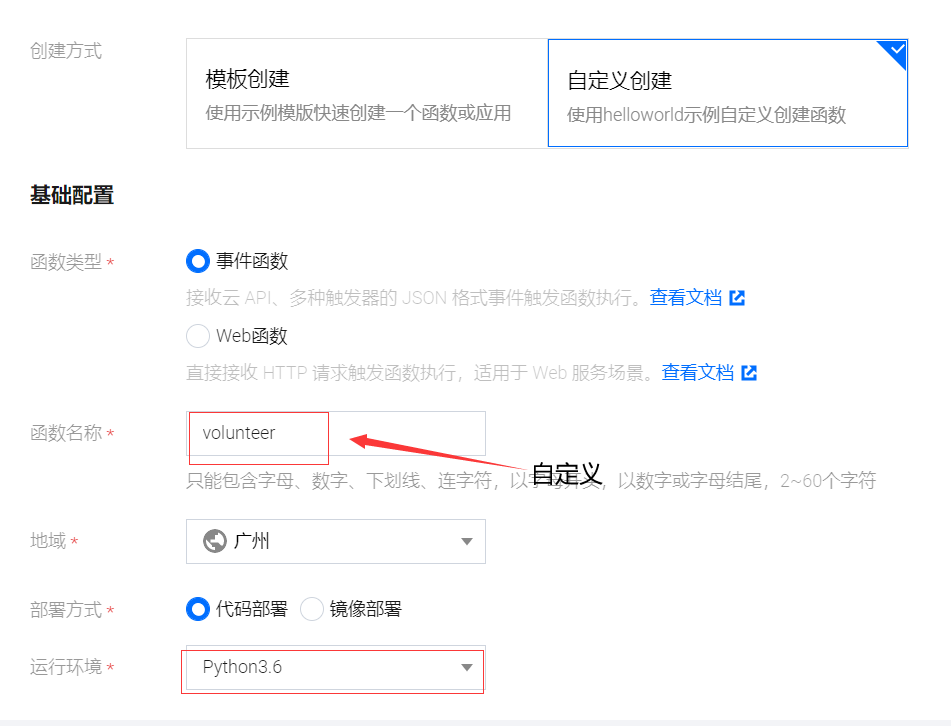 创建方式
模板创建
使用示例模版快速创建一个函数或应用
自定义创建
使用helloworld示例自定义创建函数
基础配置
函数类型 *
事件函数
接收云 API、多种触发器的 JSON 格式事件触发函数执行。查看文档
Web函数
直接接收 HTTP 请求触发函数执行，适用于 Web 服务场景。查看文档
函数名称 *
volunteer
自定义
只能包含字母、数字、下划线、连字符，以字母开头，以数字或字母结尾，2~60个字符
地域 *
广州
部署方式 *
代码部署 镜像部署
运行环境 *
Python3.6